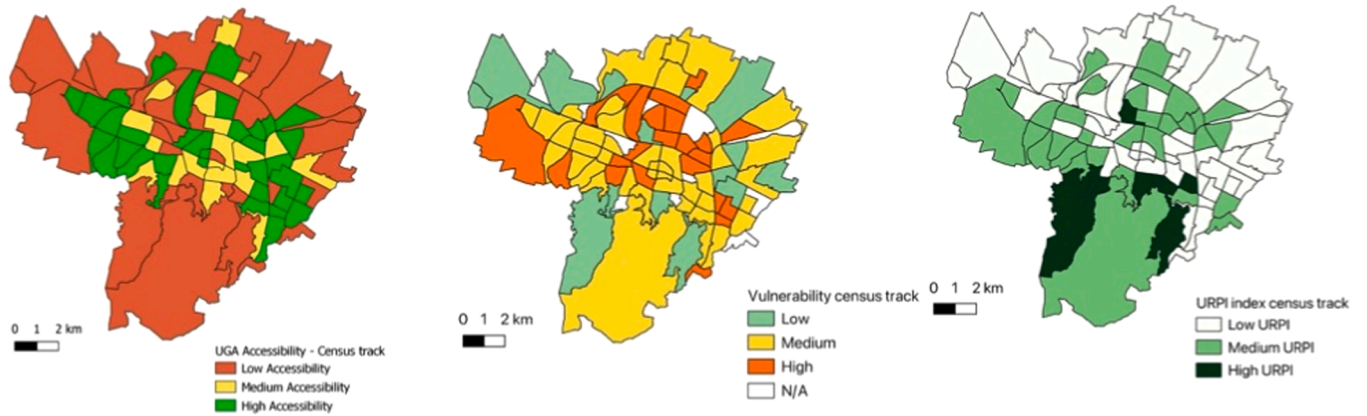 0 1 2 km
UGA Accessibility - Census track
Low Accessibility
Medium Accessibility
High Accessibility
0 1 2 km
Vulnerability census track
Low
Medium
High
N/A
0 1 2 km
URPI index census track
Low URPI
Medium URPI
High URPI